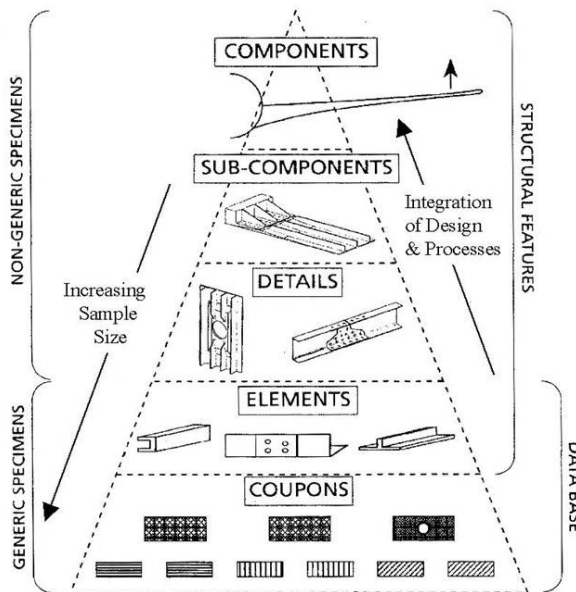 COMPONENTS
SUB-COMPONENTS
Integration
of Design
& Processes
DETAILS
Increasing
Sample
Size
ELEMENTS
COUPONS
NON-GENERIC SPECIMENS
GENERIC SPECIMENS
STRUCTURAL FEATURES
DATA BASE